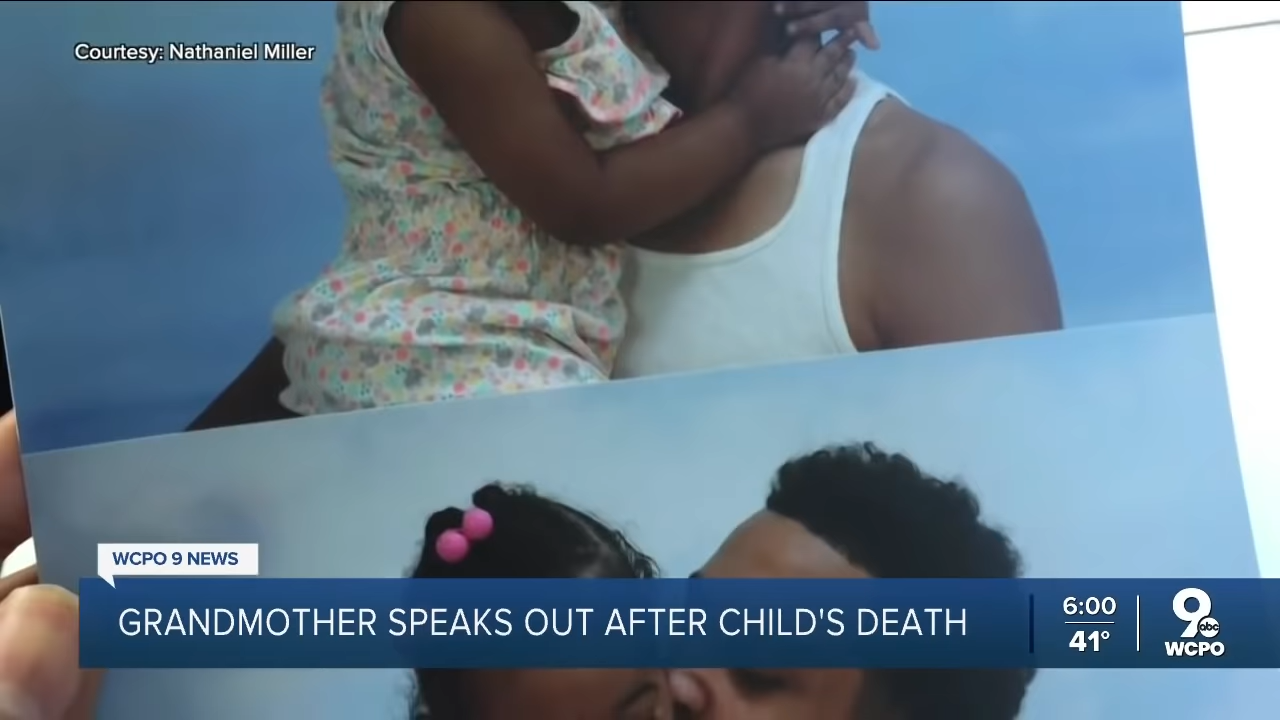 Courtesy: Nathaniel Miller
WCPO 9 NEWS
GRANDMOTHER SPEAKS OUT AFTER CHILD'S DEATH
6:00
41°
9
abc
WCPO